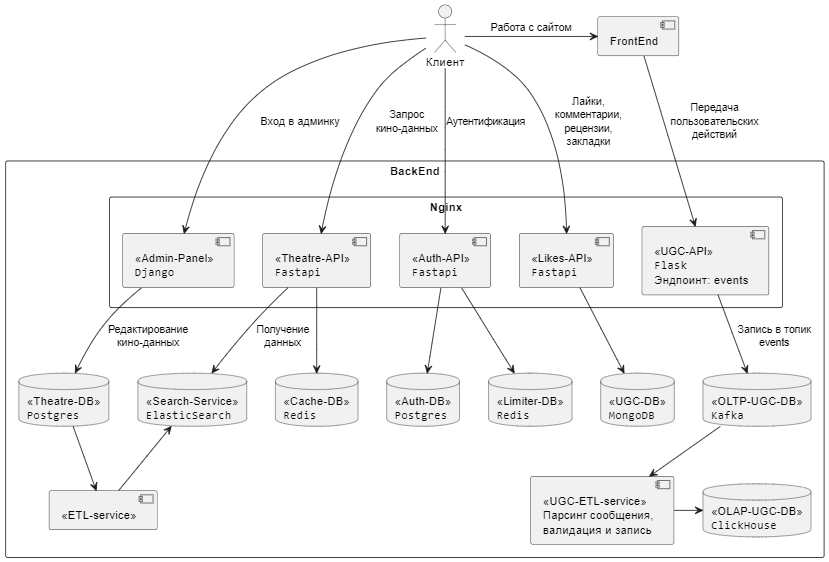 Работа с сайтом
FrontEnd
Клиент
Вход в админку
Запрос
кино-данных
Аутентификация
Лайки,
комментарии,
рецензии,
закладки
Передача
пользовательских
действий
BackEnd
Nginx
«Admin-Panel»
Django
«Theatre-API»
Fastapi
«Auth-API»
Fastapi
«Likes-API»
Fastapi
«UGC-API»
Flask
Эндпоинт: events
Редактирование
кино-данных
Получение
данных
Запись в топик
events
«Theatre-DB»
Postgres
«Search-Service»
ElasticSearch
«Cache-DB»
Redis
«Auth-DB»
Postgres
«Limiter-DB»
Redis
«UGC-DB»
MongoDB
«OLTP-UGC-DB»
Kafka
«ETL-service»
«UGC-ETL-service»
Парсинг сообщения,
валидация и запись
«OLAP-UGC-DB»
ClickHouse